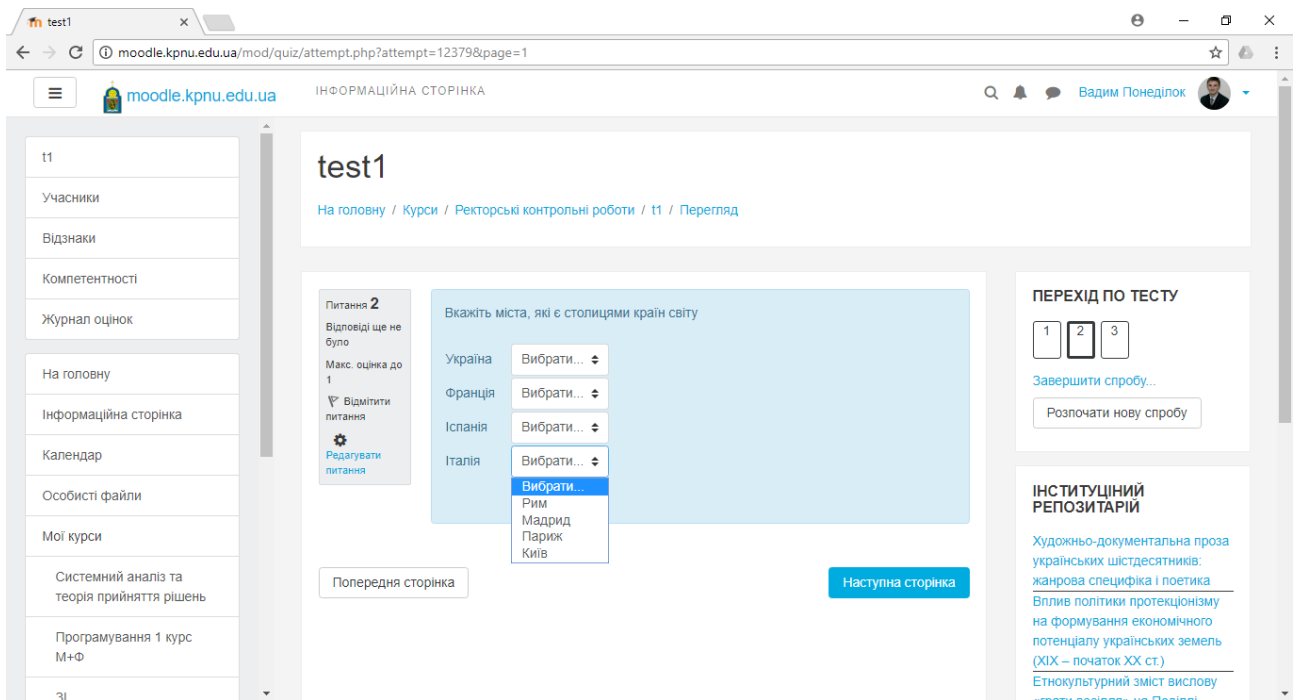 test1
moodle.kpnu.edu.ua/mod/quiz/attempt.php?attempt=12379&page=1
moodle.kpnu.edu.ua
ІНФОРМАЦІЙНА СТОРІНКА
Вадим Понеділок
t1
Учасники
Відзнаки
Компетентності
Журнал оцінок
На головну
Інформаційна сторінка
Календар
Особисті файли
Мої курси
Системний аналіз та
теорія прийняття рішень
Програмування 1 курс
М+Ф
test1
На головну / Курси / Ректорські контрольні роботи / t1 / Перегляд
Питання 2
Відповіді ще не
було
Макс. оцінка до
1
Відмітити
питання
Редагувати
питання
Вкажіть міста, які є столицями країн світу
Україна Вибрати...
Франція Вибрати...
Іспанія Вибрати...
Італія Вибрати...
Вибрати...
Рим
Мадрид
Париж
Київ
Попередня сторінка
Наступна сторінка
ПЕРЕХІД ПО ТЕСТУ
1 2 3
Завершити спробу...
Розпочати нову спробу
ІНСТИТУЦІНИЙ
РЕПОЗИТАРІЙ
Художньо-документальна проза
українських шістдесятників:
жанрова специфіка і поетика
Вплив політики протекціонізму
на формування економічного
потенціалу українських земель
(ХІХ – початок ХХ ст.)
Етнокультурний зміст вислову